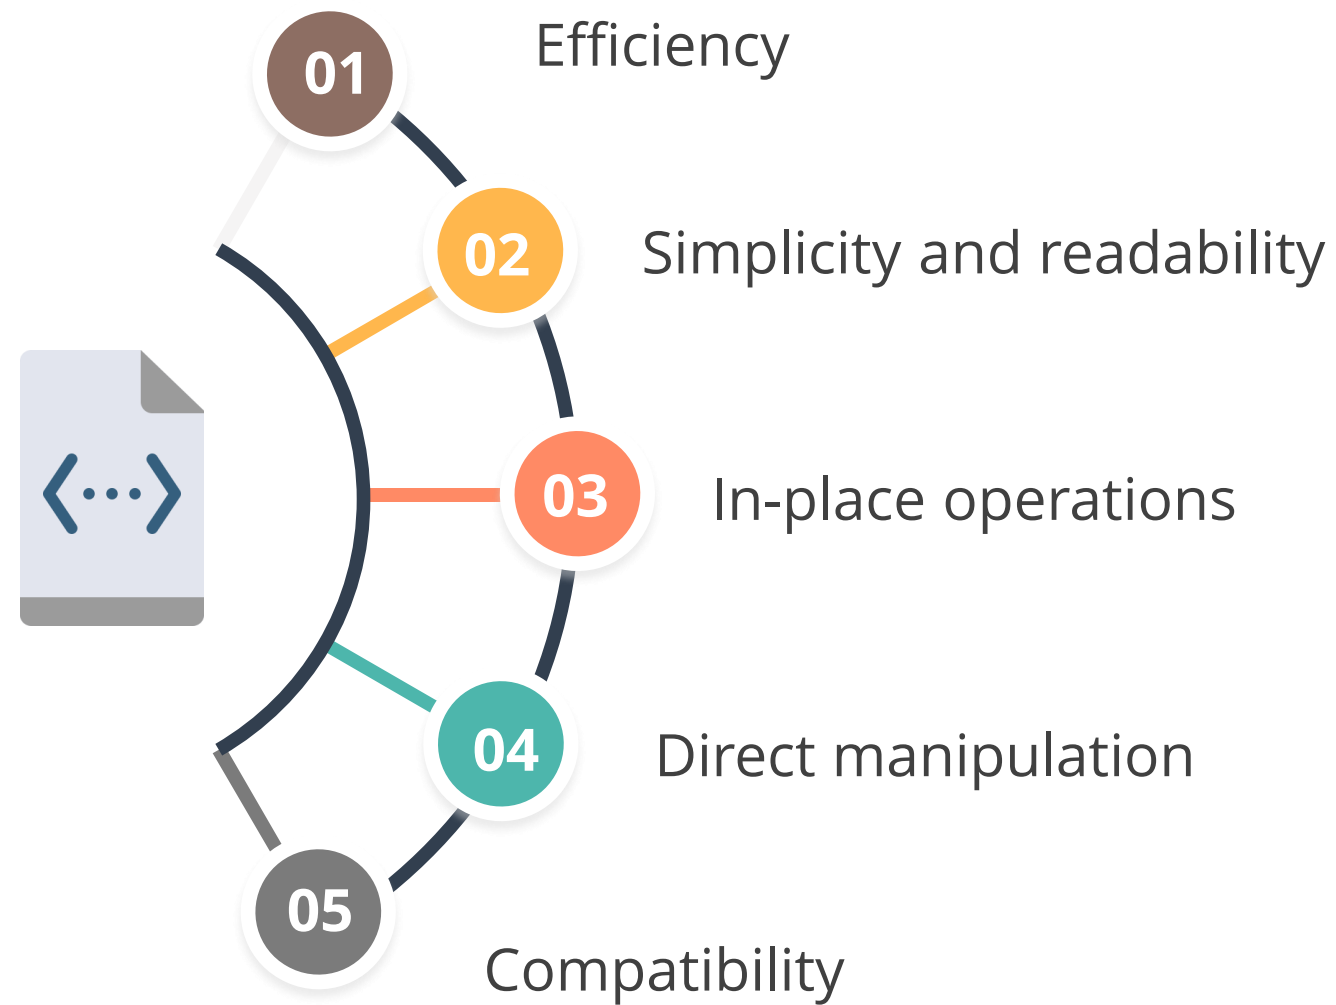 01
Efficiency
02
Simplicity and readability
03
In-place operations
04
Direct manipulation
05
Compatibility